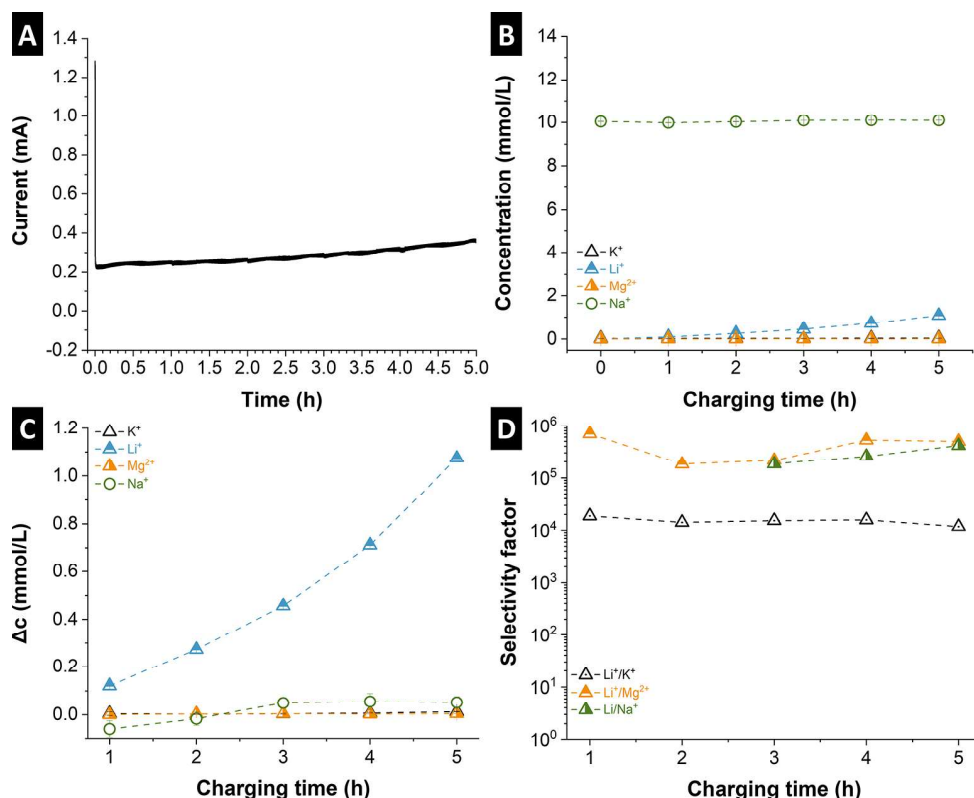 A
Current (mA)
1.4
1.2
1.0
0.8
0.6
0.4
0.2
0.0
-0.2
0.0 0.5 1.0 1.5 2.0 2.5 3.0 3.5 4.0 4.5 5.0
Time (h)
B
Concentration (mmol/L)
14
12
10
8
6
4
2
0
K⁺
Li⁺
Mg²⁺
Na⁺
0 1 2 3 4 5
Charging time (h)
C
Δc (mmol/L)
1.2
1.0
0.8
0.6
0.4
0.2
0.0
K⁺
Li⁺
Mg²⁺
Na⁺
1 2 3 4 5
Charging time (h)
D
Selectivity factor
10⁶
10⁵
10⁴
10³
10²
10¹
10⁰
Li⁺/K⁺
Li⁺/Mg²⁺
Li/Na⁺
1 2 3 4 5
Charging time (h)